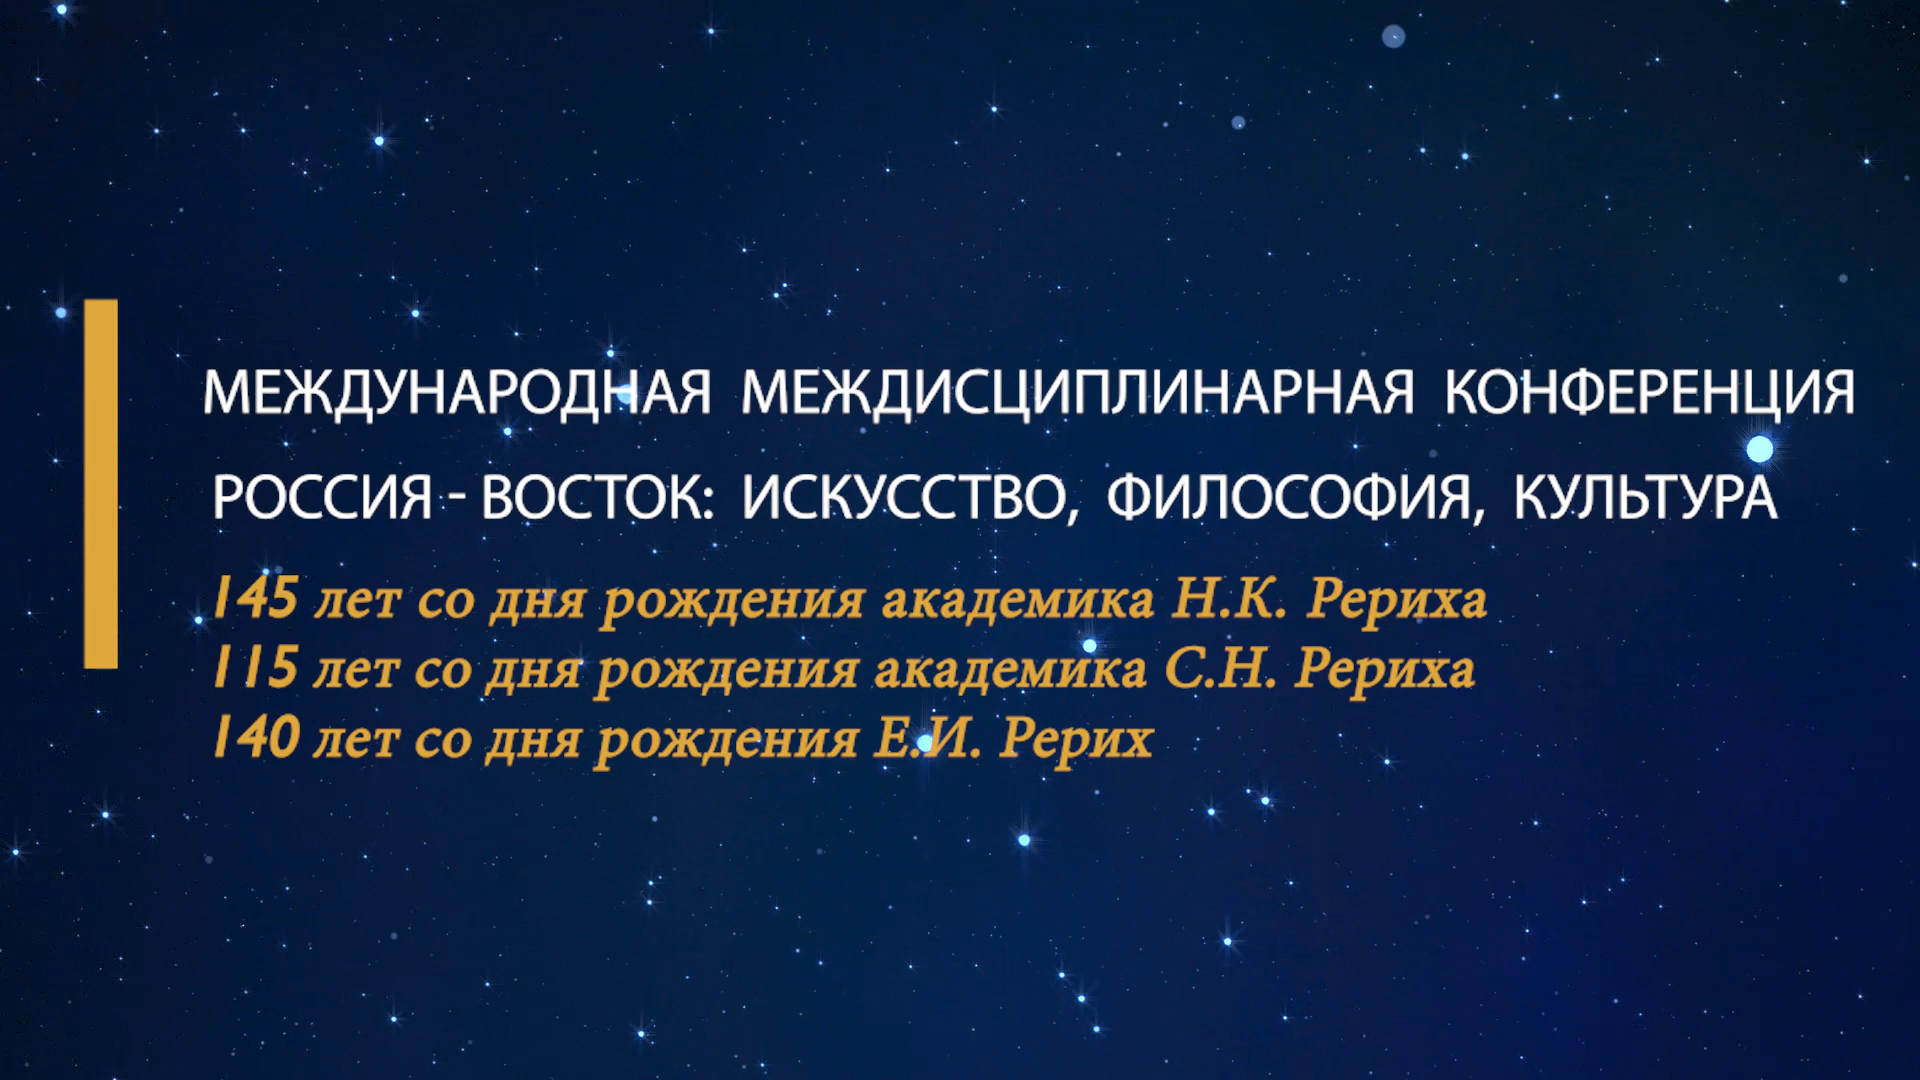 МЕЖДУНАРОДНАЯ МЕЖДИСЦИПЛИНАРНАЯ КОНФЕРЕНЦИЯ
РОССИЯ - ВОСТОК: ИСКУССТВО, ФИЛОСОФИЯ, КУЛЬТУРА
145 лет со дня рождения академика Н.К. Рериха
115 лет со дня рождения академика С.Н. Рериха
140 лет со дня рождения Е.И. Рерих